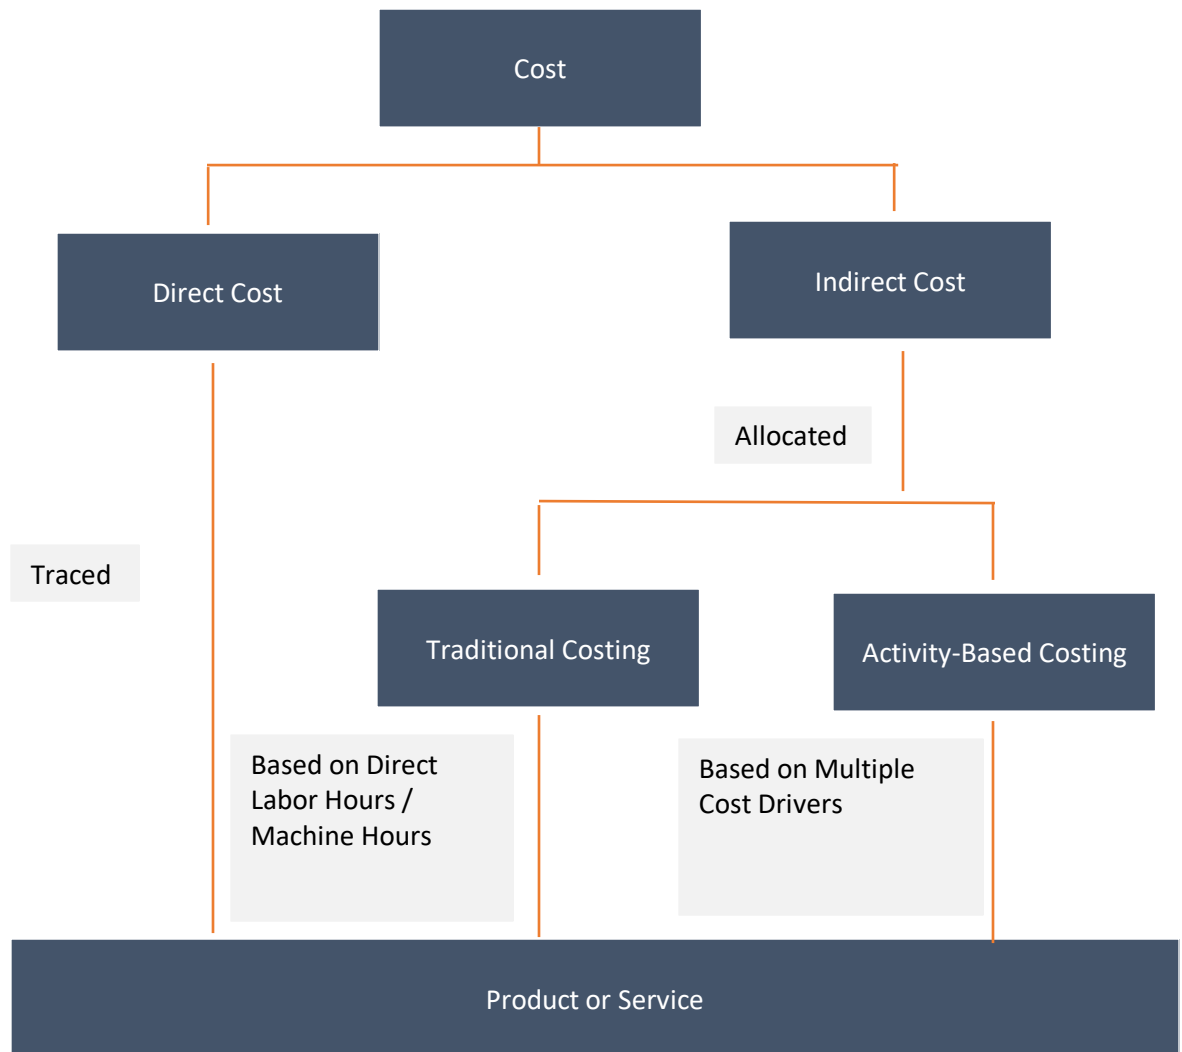 Cost
Direct Cost
Indirect Cost
Allocated
Traced
Traditional Costing
Activity-Based Costing
Based on Direct
Labor Hours /
Machine Hours
Based on Multiple
Cost Drivers
Product or Service